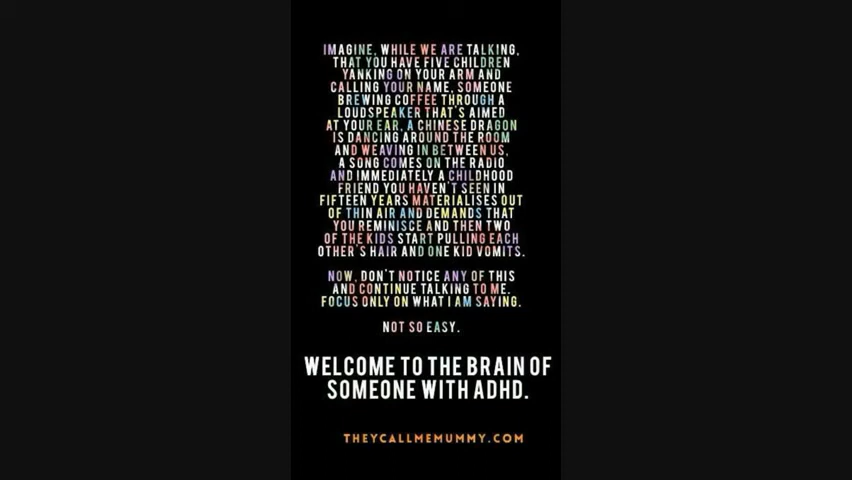 IMAGINE, WHILE WE ARE TALKING,
THAT YOU HAVE FIVE CHILDREN
YANKING ON YOUR ARM AND
CALLING YOUR NAME, SOMEONE
BREWING COFFEE THROUGH A
LOUDSPEAKER THAT'S AIMED
AT YOUR EAR, A CHINESE DRAGON
IS DANCING AROUND THE ROOM
AND WEAVING IN BETWEEN US,
A SONG COMES ON THE RADIO
AND IMMEDIATELY A CHILDHOOD
FRIEND YOU HAVEN'T SEEN IN
FIFTEEN YEARS MATERIALISES OUT
OF THIN AIR AND DEMANDS THAT
YOU REMINISCE AND THEN TWO
OF THE KIDS START PULLING EACH
OTHER'S HAIR AND ONE KID VOMITS.
NOW, DON'T NOTICE ANY OF THIS
AND CONTINUE TALKING TO ME.
FOCUS ONLY ON WHAT I AM SAYING.
NOT SO EASY.
WELCOME TO THE BRAIN OF
SOMEONE WITH ADHD.
THEYCALLMEMUMMY.COM